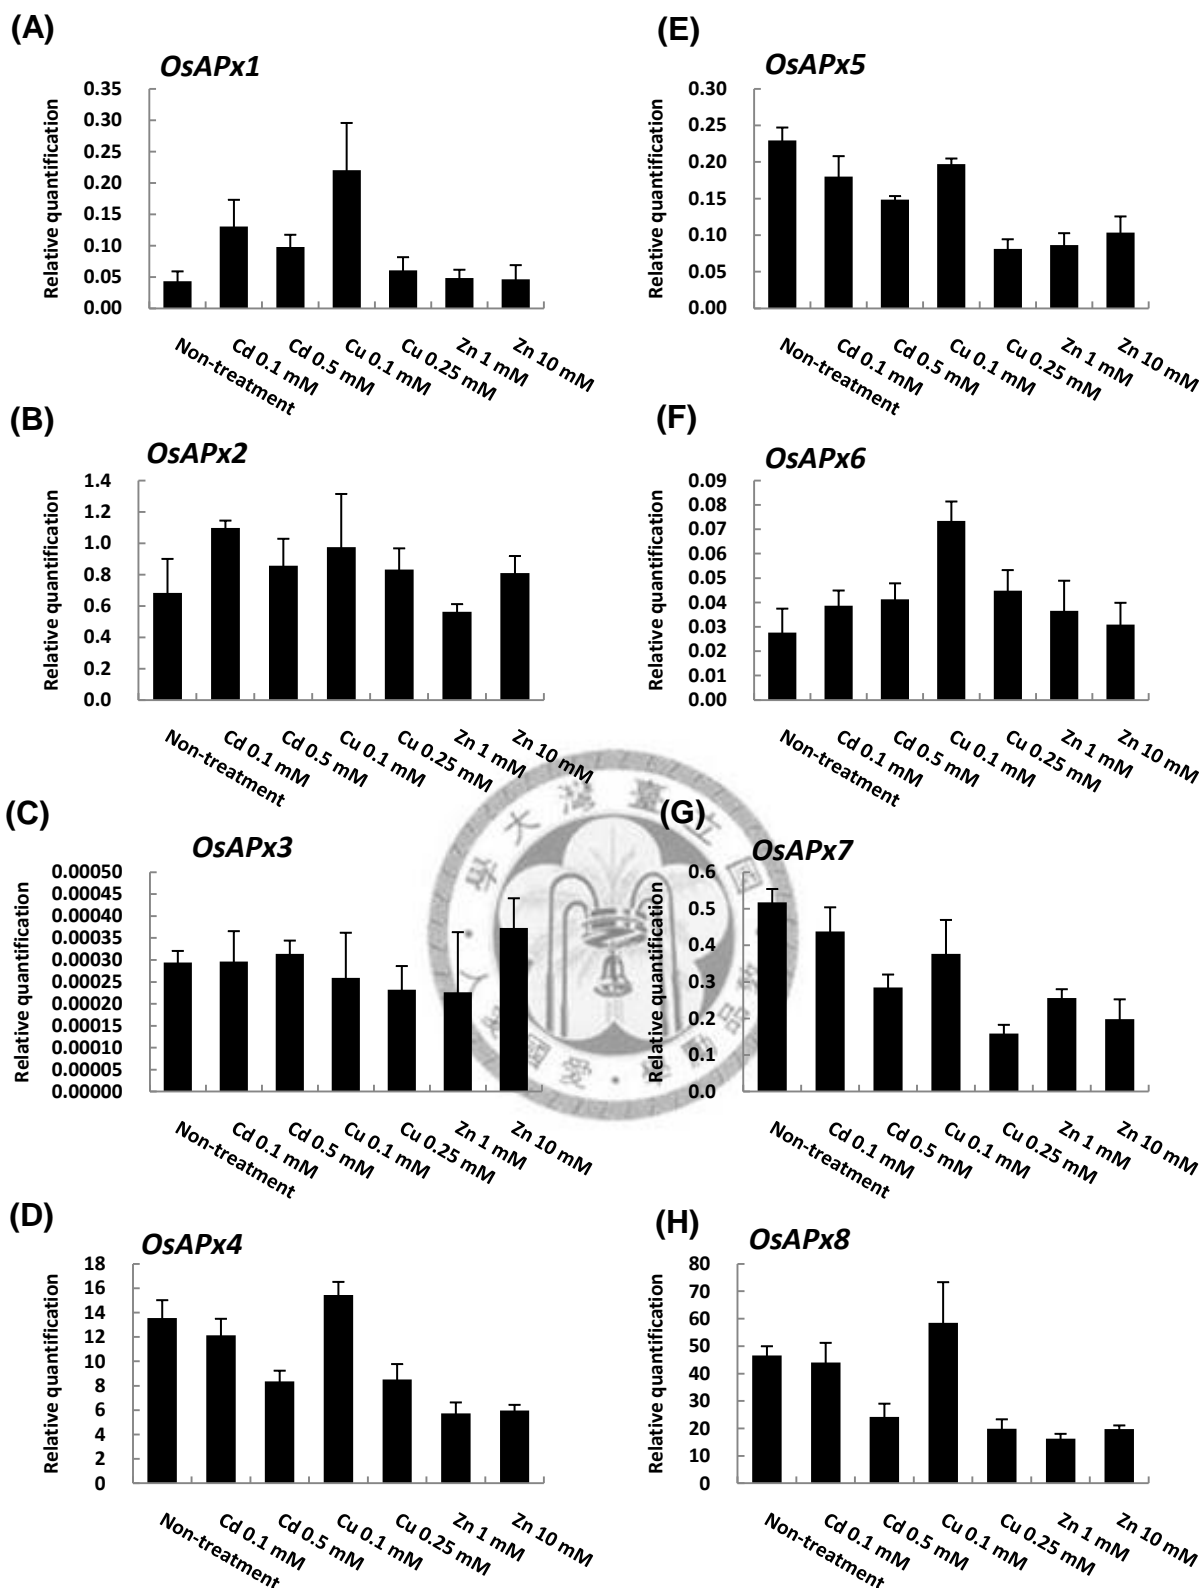 (A)
OsAPx1
Relative quantification
0.35
0.30
0.25
0.20
0.15
0.10
0.05
0.00
Non-treatment
Cd 0.1 mM
Cd 0.5 mM
Cu 0.1 mM
Cu 0.25 mM
Zn 1 mM
Zn 10 mM
(B)
OsAPx2
Relative quantification
1.4
1.2
1.0
0.8
0.6
0.4
0.2
0.0
Non-treatment
Cd 0.1 mM
Cd 0.5 mM
Cu 0.1 mM
Cu 0.25 mM
Zn 1 mM
Zn 10 mM
(C)
OsAPx3
Relative quantification
0.00050
0.00045
0.00040
0.00035
0.00030
0.00025
0.00020
0.00015
0.00010
0.00005
0.00000
Non-treatment
Cd 0.1 mM
Cd 0.5 mM
Cu 0.1 mM
Cu 0.25 mM
Zn 1 mM
Zn 10 mM
(D)
OsAPx4
Relative quantification
18
16
14
12
10
8
6
4
2
0
Non-treatment
Cd 0.1 mM
Cd 0.5 mM
Cu 0.1 mM
Cu 0.25 mM
Zn 1 mM
Zn 10 mM
(E)
OsAPx5
Relative quantification
0.30
0.25
0.20
0.15
0.10
0.05
0.00
Non-treatment
Cd 0.1 mM
Cd 0.5 mM
Cu 0.1 mM
Cu 0.25 mM
Zn 1 mM
Zn 10 mM
(F)
OsAPx6
Relative quantification
0.09
0.08
0.07
0.06
0.05
0.04
0.03
0.02
0.01
0.00
Non-treatment
Cd 0.1 mM
Cd 0.5 mM
Cu 0.1 mM
Cu 0.25 mM
Zn 1 mM
Zn 10 mM
(G)
OsAPx7
Relative quantification
0.6
0.5
0.4
0.3
0.2
0.1
0.0
Non-treatment
Cd 0.1 mM
Cd 0.5 mM
Cu 0.1 mM
Cu 0.25 mM
Zn 1 mM
Zn 10 mM
(H)
OsAPx8
Relative quantification
80
70
60
50
40
30
20
10
0
Non-treatment
Cd 0.1 mM
Cd 0.5 mM
Cu 0.1 mM
Cu 0.25 mM
Zn 1 mM
Zn 10 mM
學大灣臺立國